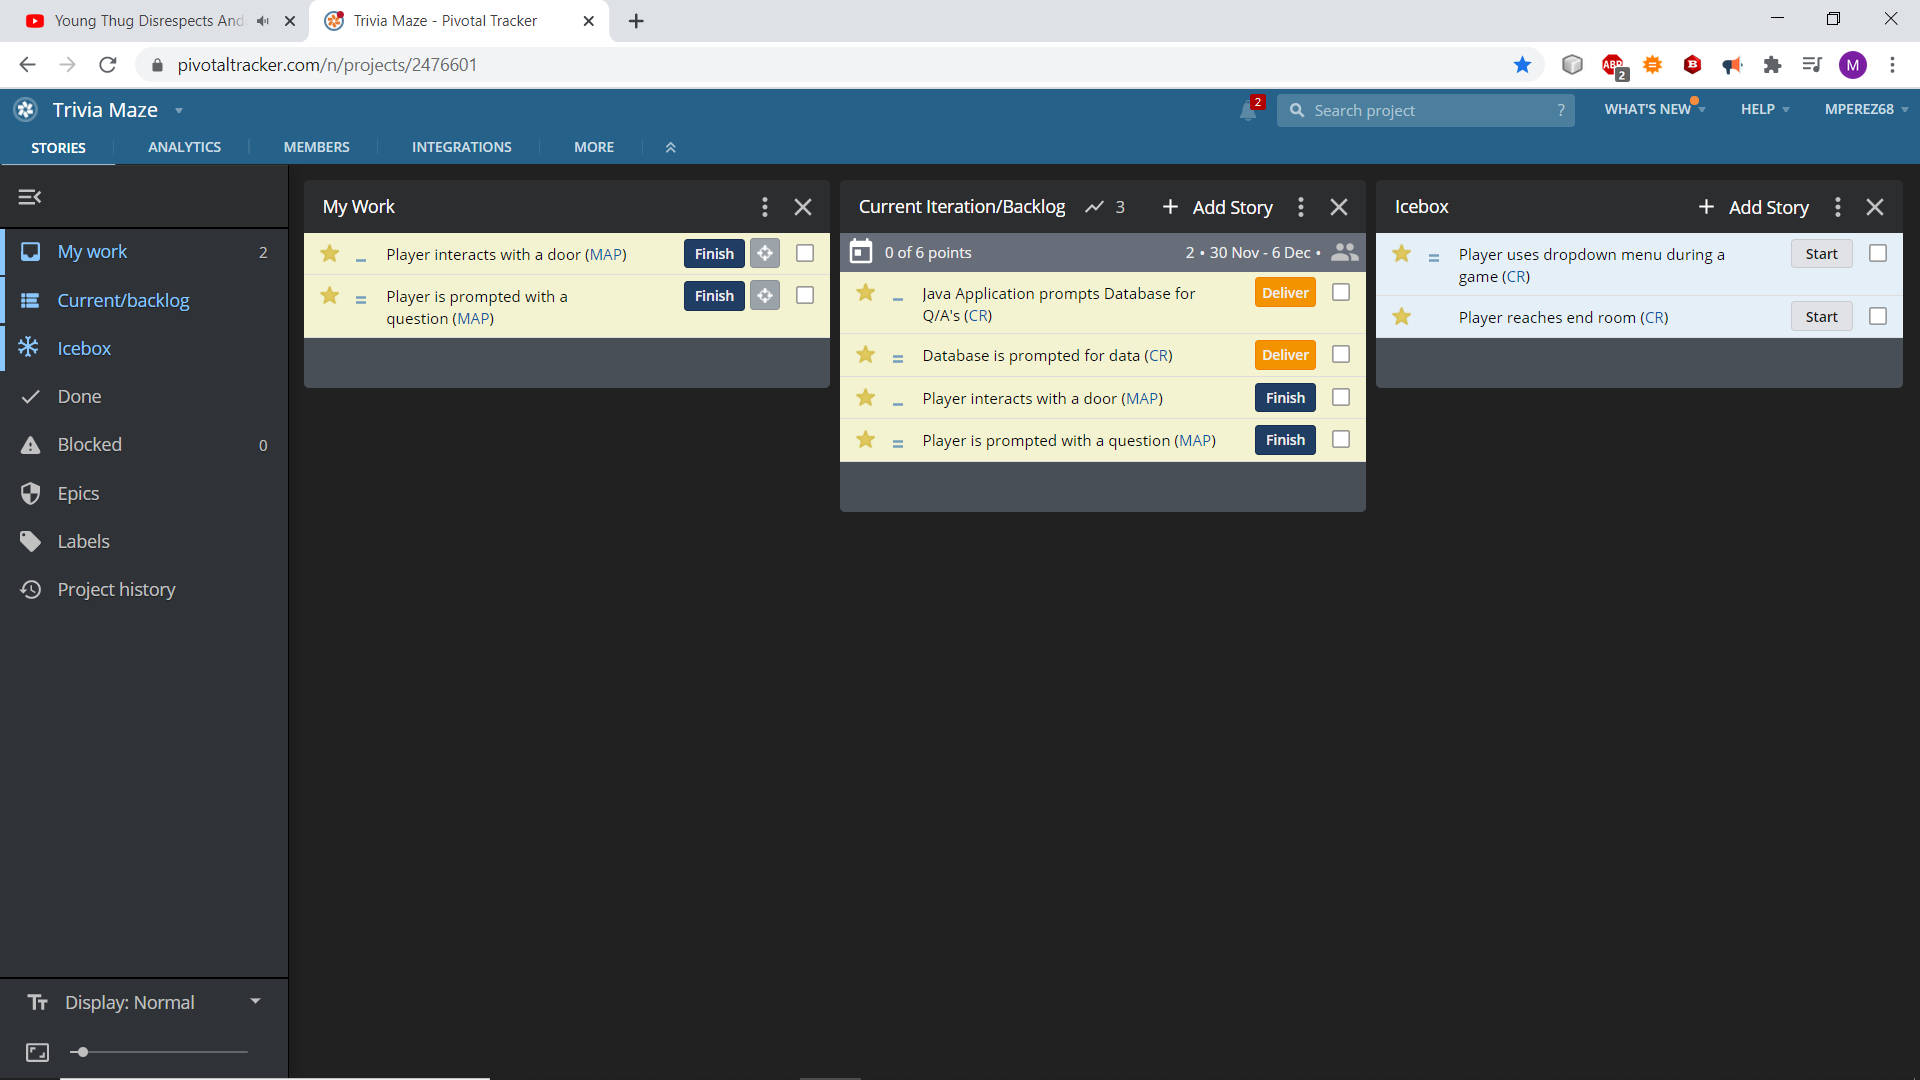 Young Thug Disrespects And
Trivia Maze - Pivotal Tracker
pivotaltracker.com/n/projects/2476601
ABP
2
B
M
Trivia Maze
2
Search project
?
WHAT'S NEW
HELP
MPEREZ68
STORIES
ANALYTICS
MEMBERS
INTEGRATIONS
MORE
My work
2
Current/backlog
Icebox
Done
Blocked
0
Epics
Labels
Project history
Display: Normal
My Work
Player interacts with a door (MAP)
Finish
Player is prompted with a
question (MAP)
Finish
Current Iteration/Backlog
3
+ Add Story
0 of 6 points
2 • 30 Nov - 6 Dec •
Java Application prompts Database for
Q/A's (CR)
Deliver
Database is prompted for data (CR)
Deliver
Player interacts with a door (MAP)
Finish
Player is prompted with a question (MAP)
Finish
Icebox
+ Add Story
Player uses dropdown menu during a
game (CR)
Start
Player reaches end room (CR)
Start